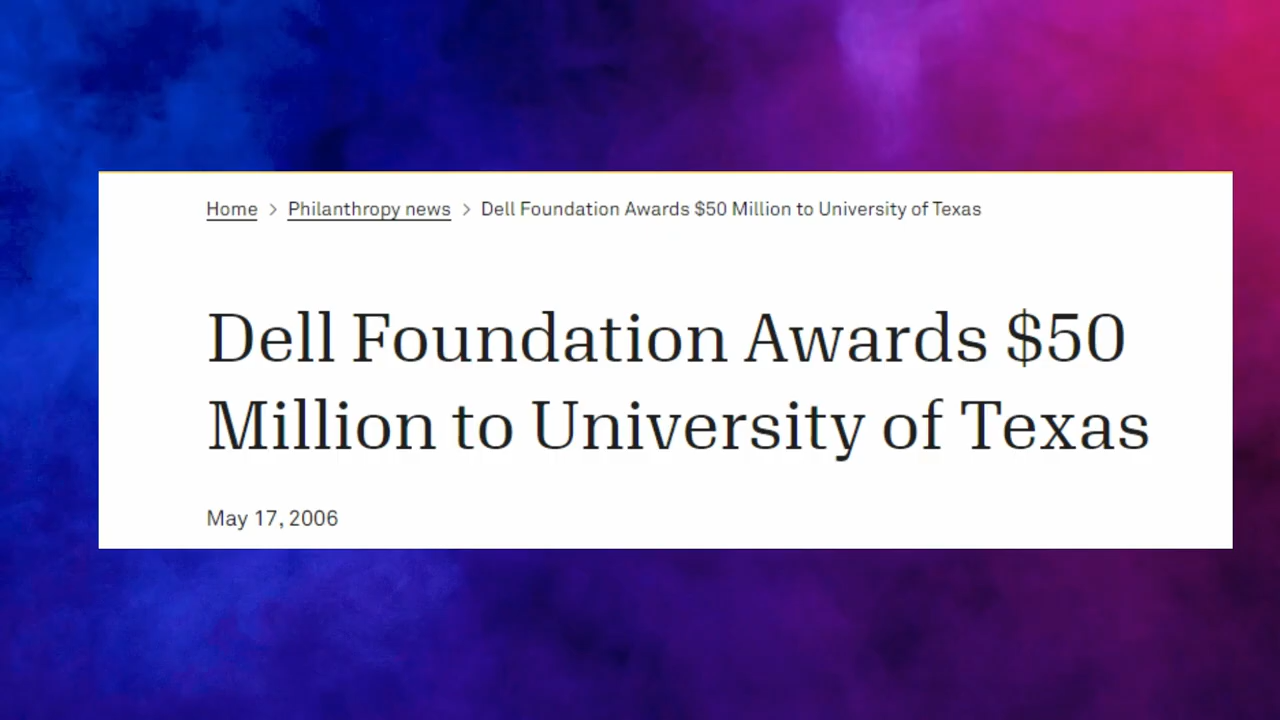 Home > Philanthropy news > Dell Foundation Awards $50 Million to University of Texas
Dell Foundation Awards $50
Million to University of Texas
May 17, 2006